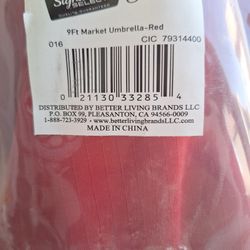 SELECT
9Ft Market Umbrella-Red
016
CIC 79314400
0 21130 33285 4
DISTRIBUTED BY BETTER LIVING BRANDS LLC
P.O. BOX 99, PLEASANTON, CA 94566-0009
1-888-723-3929 • www.betterlivingbrandsLLC.com
MADE IN CHINA